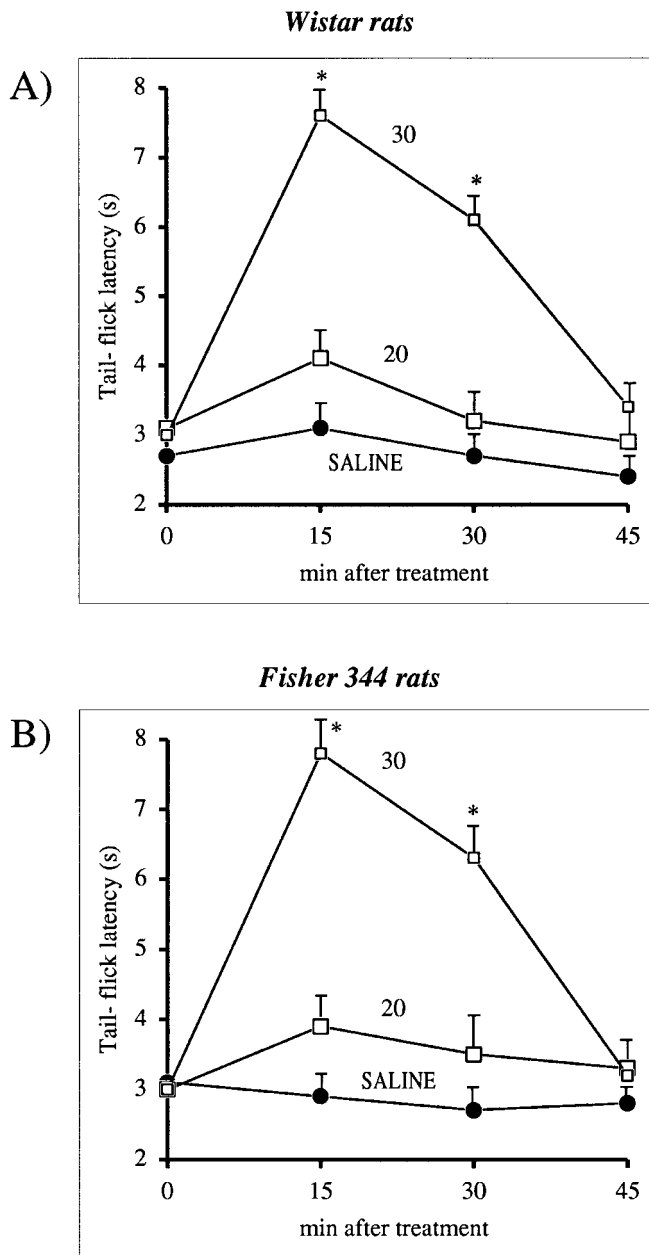 Wistar rats
A)
8
7
6
5
4
3
2
Tail- flick latency (s)
*
30
*
20
SALINE
0 15 30 45
min after treatment
Fisher 344 rats
B)
8
7
6
5
4
3
2
Tail- flick latency (s)
*
30
*
20
SALINE
0 15 30 45
min after treatment